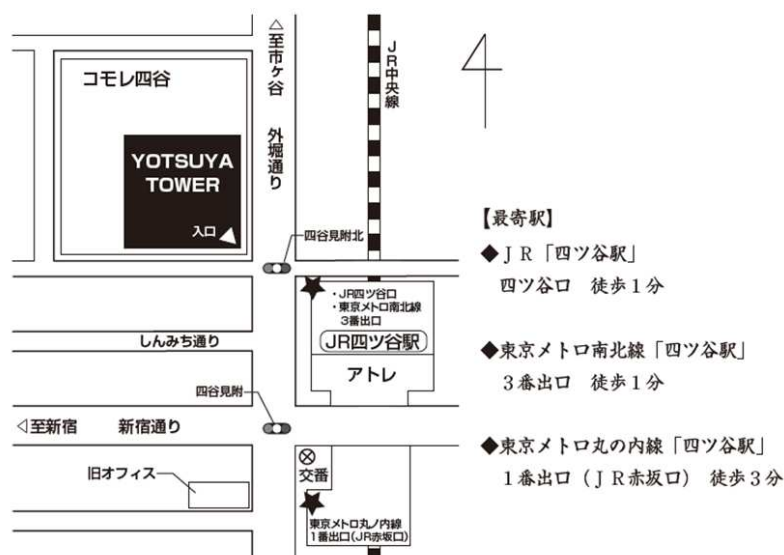 △至市ヶ谷
外堀通り
JR中央線
コモレ四谷
YOTSUYA
TOWER
入口
四谷見附北
・JR四ツ谷口
・東京メトロ南北線
3番出口
JR四ツ谷駅
アトレ
しんみち通り
四谷見附
◁至新宿 新宿通り
旧オフィス
交番
東京メトロ丸ノ内線
1番出口(JR赤坂口)
【最寄駅】
◆JR「四ツ谷駅」
四ツ谷口 徒歩1分
◆東京メトロ南北線「四ツ谷駅」
3番出口 徒歩1分
◆東京メトロ丸の内線「四ツ谷駅」
1番出口(JR赤坂口) 徒歩3分